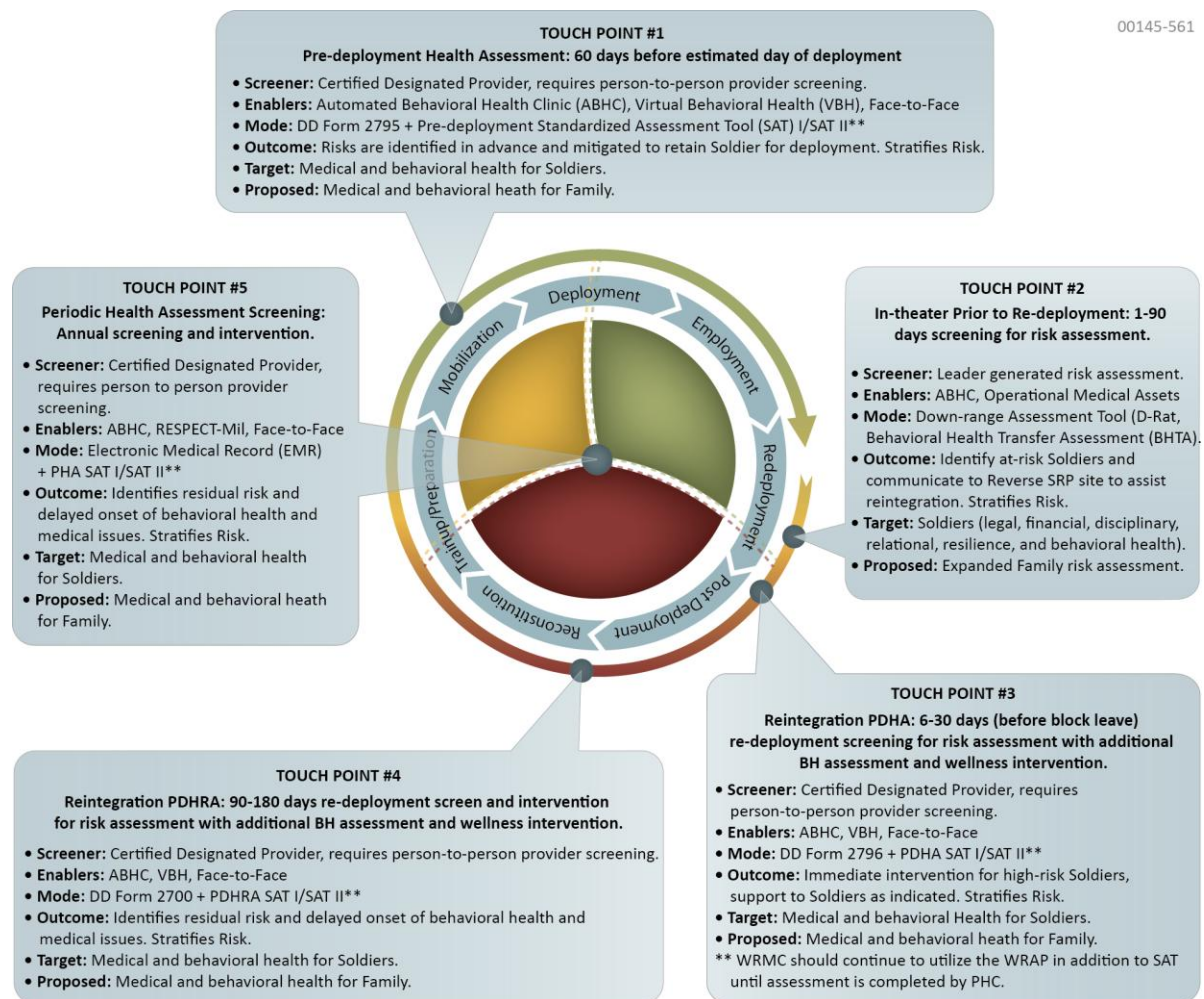 00145-561
TOUCH POINT #1
Pre-deployment Health Assessment: 60 days before estimated day of deployment
• Screener: Certified Designated Provider, requires person-to-person provider screening.
• Enablers: Automated Behavioral Health Clinic (ABHC), Virtual Behavioral Health (VBH), Face-to-Face
• Mode: DD Form 2795 + Pre-deployment Standardized Assessment Tool (SAT) I/SAT II**
• Outcome: Risks are identified in advance and mitigated to retain Soldier for deployment. Stratifies Risk.
• Target: Medical and behavioral health for Soldiers.
• Proposed: Medical and behavioral heath for Family.
TOUCH POINT #5
Periodic Health Assessment Screening:
Annual screening and intervention.
• Screener: Certified Designated Provider,
requires person to person provider
screening.
• Enablers: ABHC, RESPECT-Mil, Face-to-Face
• Mode: Electronic Medical Record (EMR)
+ PHA SAT I/SAT II**
• Outcome: Identifies residual risk and
delayed onset of behavioral health and
medical issues. Stratifies Risk.
• Target: Medical and behavioral health
for Soldiers.
• Proposed: Medical and behavioral heath
for Family.
Deployment
Employment
Redeployment
Post Deployment
Reconstitution
Trainup/Preparation
Mobilization
TOUCH POINT #2
In-theater Prior to Re-deployment: 1-90
days screening for risk assessment.
• Screener: Leader generated risk assessment.
• Enablers: ABHC, Operational Medical Assets
• Mode: Down-range Assessment Tool (D-Rat,
Behavioral Health Transfer Assessment (BHTA).
• Outcome: Identify at-risk Soldiers and
communicate to Reverse SRP site to assist
reintegration. Stratifies Risk.
• Target: Soldiers (legal, financial, disciplinary,
relational, resilience, and behavioral health).
• Proposed: Expanded Family risk assessment.
TOUCH POINT #3
Reintegration PDHA: 6-30 days (before block leave)
re-deployment screening for risk assessment with additional
BH assessment and wellness intervention.
• Screener: Certified Designated Provider, requires
person-to-person provider screening.
• Enablers: ABHC, VBH, Face-to-Face
• Mode: DD Form 2796 + PDHA SAT I/SAT II**
• Outcome: Immediate intervention for high-risk Soldiers,
support to Soldiers as indicated. Stratifies Risk.
• Target: Medical and behavioral Health for Soldiers.
• Proposed: Medical and behavioral heath for Family.
** WRMC should continue to utilize the WRAP in addition to SAT
until assessment is completed by PHC.
TOUCH POINT #4
Reintegration PDHRA: 90-180 days re-deployment screen and intervention
for risk assessment with additional BH assessment and wellness intervention.
• Screener: Certified Designated Provider, requires person-to-person provider screening.
• Enablers: ABHC, VBH, Face-to-Face
• Mode: DD Form 2700 + PDHRA SAT I/SAT II**
• Outcome: Identifies residual risk and delayed onset of behavioral health and
medical issues. Stratifies Risk.
• Target: Medical and behavioral health for Soldiers.
• Proposed: Medical and behavioral heath for Family.